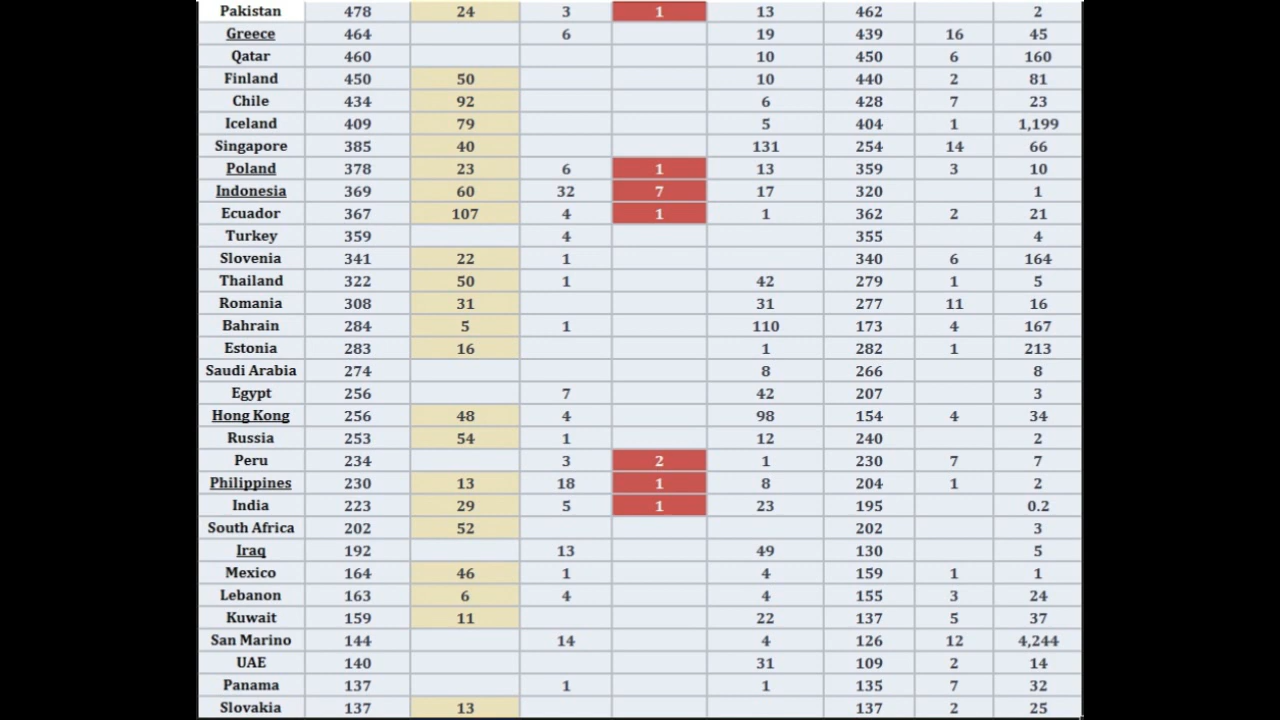 Pakistan 478 24 3 1 13 462 2
Greece 464 6 19 439 16 45
Qatar 460 10 450 6 160
Finland 450 50 10 440 2 81
Chile 434 92 6 428 7 23
Iceland 409 79 5 404 1 1,199
Singapore 385 40 131 254 14 66
Poland 378 23 6 1 13 359 3 10
Indonesia 369 60 32 7 17 320 1
Ecuador 367 107 4 1 1 362 2 21
Turkey 359 4 355 4
Slovenia 341 22 1 340 6 164
Thailand 322 50 1 42 279 1 5
Romania 308 31 31 277 11 16
Bahrain 284 5 1 110 173 4 167
Estonia 283 16 1 282 1 213
Saudi Arabia 274 8 266 8
Egypt 256 7 42 207 3
Hong Kong 256 48 4 98 154 4 34
Russia 253 54 1 12 240 2
Peru 234 3 2 1 230 7 7
Philippines 230 13 18 1 8 204 1 2
India 223 29 5 1 23 195 0.2
South Africa 202 52 202 3
Iraq 192 13 49 130 5
Mexico 164 46 1 4 159 1 1
Lebanon 163 6 4 4 155 3 24
Kuwait 159 11 22 137 5 37
San Marino 144 14 4 126 12 4,244
UAE 140 31 109 2 14
Panama 137 1 1 135 7 32
Slovakia 137 13 137 2 25